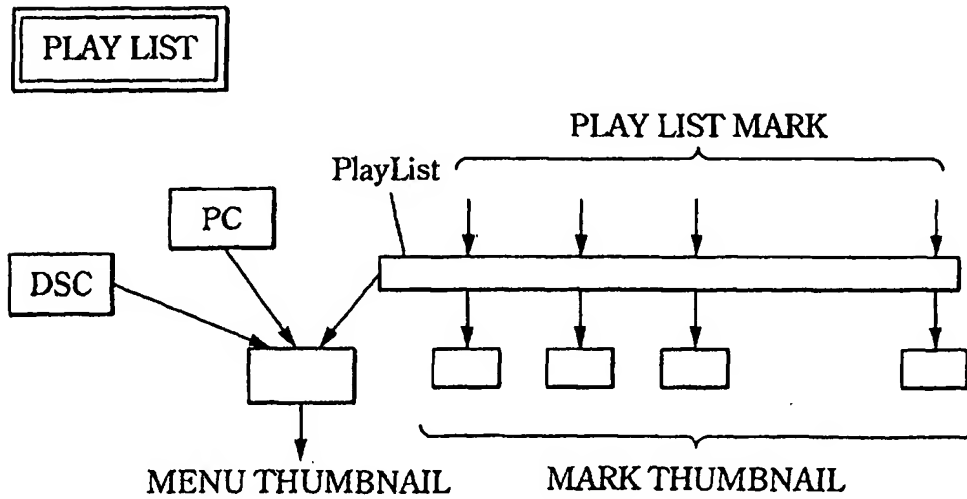 PLAY LIST
PLAY LIST MARK
PlayList
PC
DSC
MENU THUMBNAIL
MARK THUMBNAIL